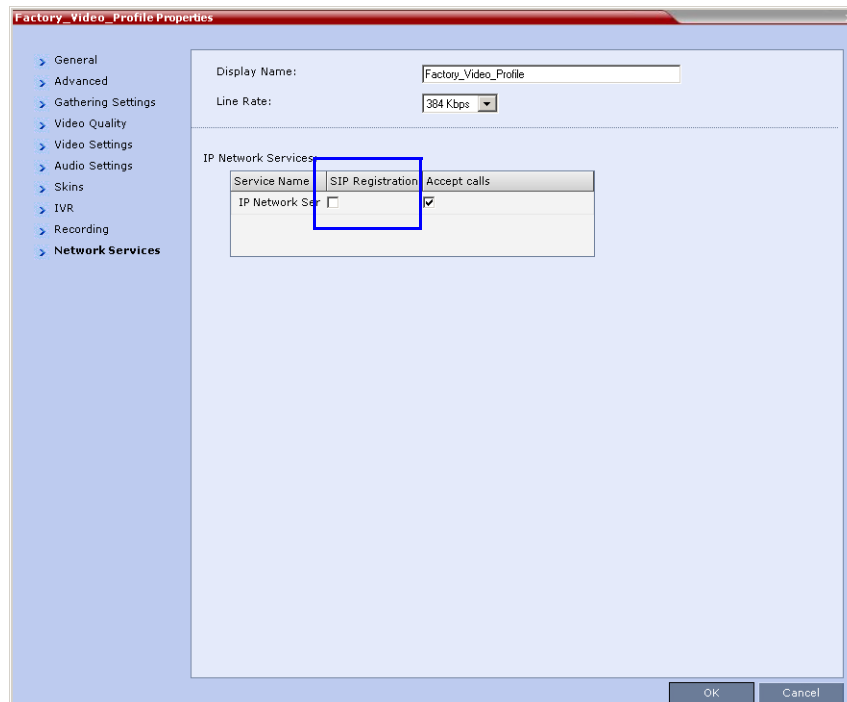 Factory_Video_Profile Properties
General
Advanced
Gathering Settings
Video Quality
Video Settings
Audio Settings
Skins
IVR
Recording
Network Services
Display Name: Factory_Video_Profile
Line Rate: 384 Kbps
IP Network Services:
Service Name SIP Registration Accept calls
IP Network Ser
OK Cancel